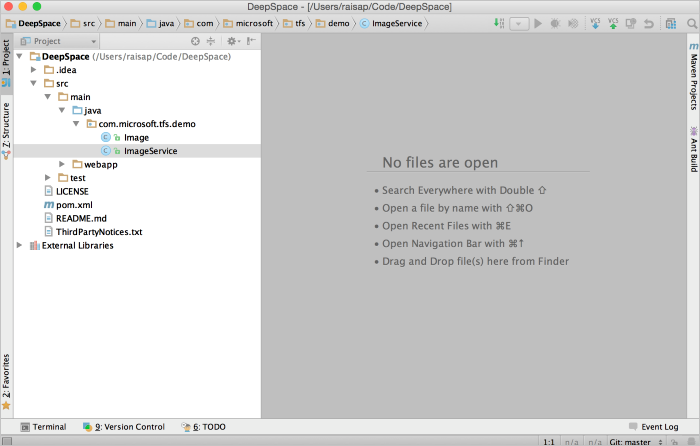 DeepSpace - [/Users/raisap/Code/DeepSpace]
DeepSpace src main java com microsoft tfs demo ImageService
VCS VCS
Project
1: Project
DeepSpace (/Users/raisap/Code/DeepSpace)
.idea
src
main
java
com.microsoft.tfs.demo
Image
ImageService
webapp
test
LICENSE
pom.xml
README.md
ThirdPartyNotices.txt
External Libraries
Z: Structure
2: Favorites
No files are open
• Search Everywhere with Double ⇧
• Open a file by name with ⇧⌘O
• Open Recent Files with ⌘E
• Open Navigation Bar with ⌘↑
• Drag and Drop file(s) here from Finder
Maven Projects
Ant Build
Terminal 9: Version Control 6: TODO Event Log
1:1 n/a n/a Git: master